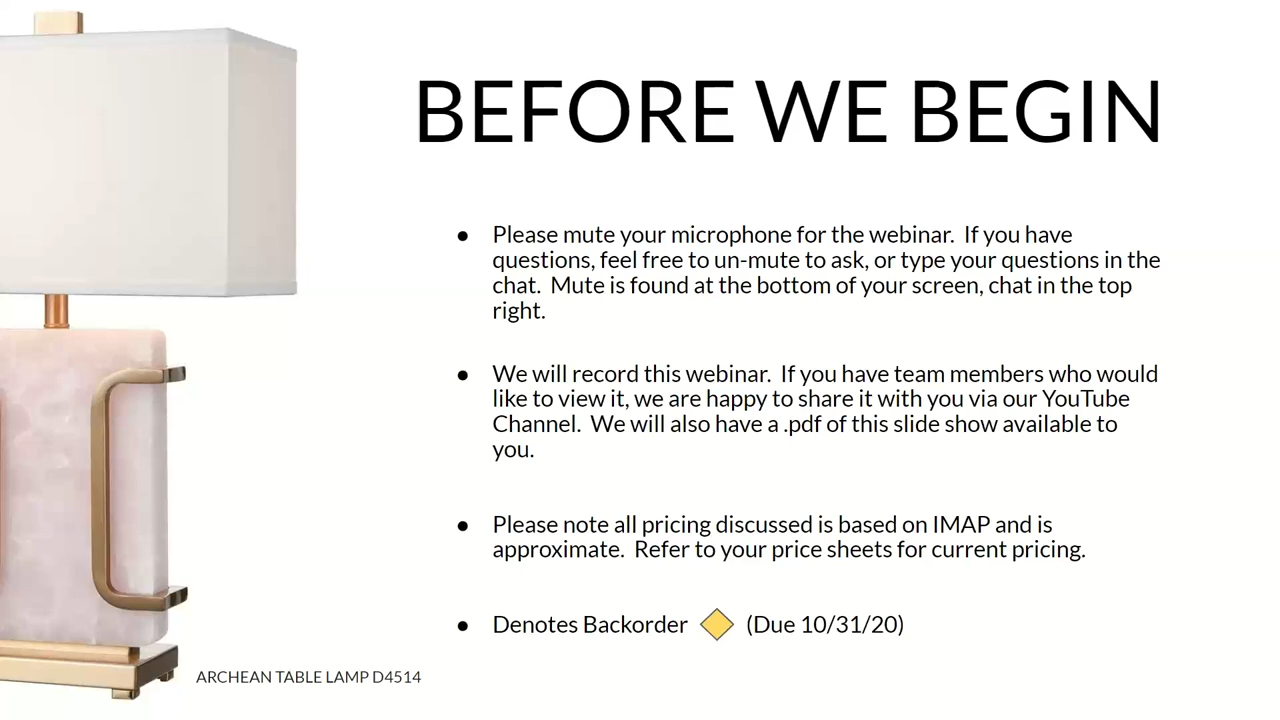 BEFORE WE BEGIN
● Please mute your microphone for the webinar.  If you have
questions, feel free to un-mute to ask, or type your questions in the
chat.  Mute is found at the bottom of your screen, chat in the top
right.
● We will record this webinar.  If you have team members who would
like to view it, we are happy to share it with you via our YouTube
Channel.  We will also have a .pdf of this slide show available to
you.
● Please note all pricing discussed is based on IMAP and is
approximate.  Refer to your price sheets for current pricing.
● Denotes Backorder (Due 10/31/20)
ARCHEAN TABLE LAMP D4514